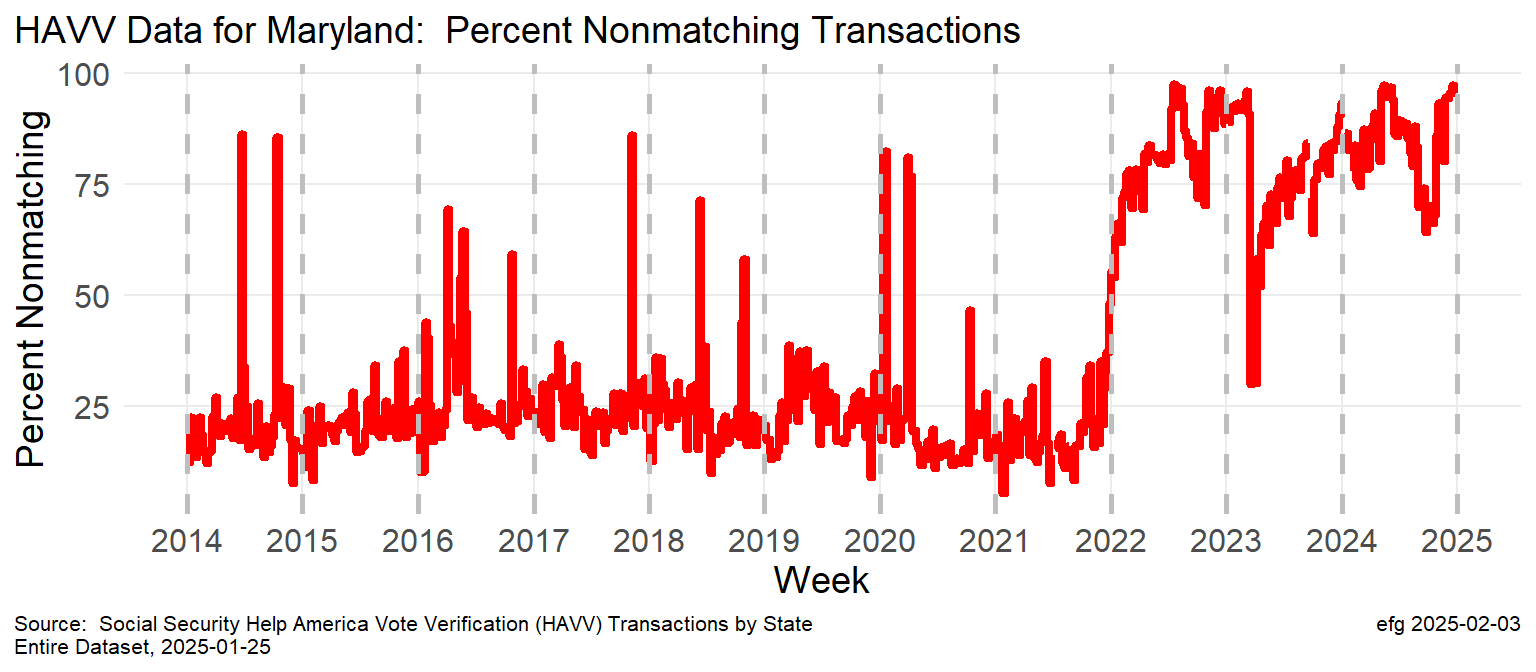 HAVV Data for Maryland:  Percent Nonmatching Transactions
Percent Nonmatching
100
75
50
25
2014 2015 2016 2017 2018 2019 2020 2021 2022 2023 2024 2025
Week
Source:  Social Security Help America Vote Verification (HAVV) Transactions by State
Entire Dataset, 2025-01-25
efg 2025-02-03